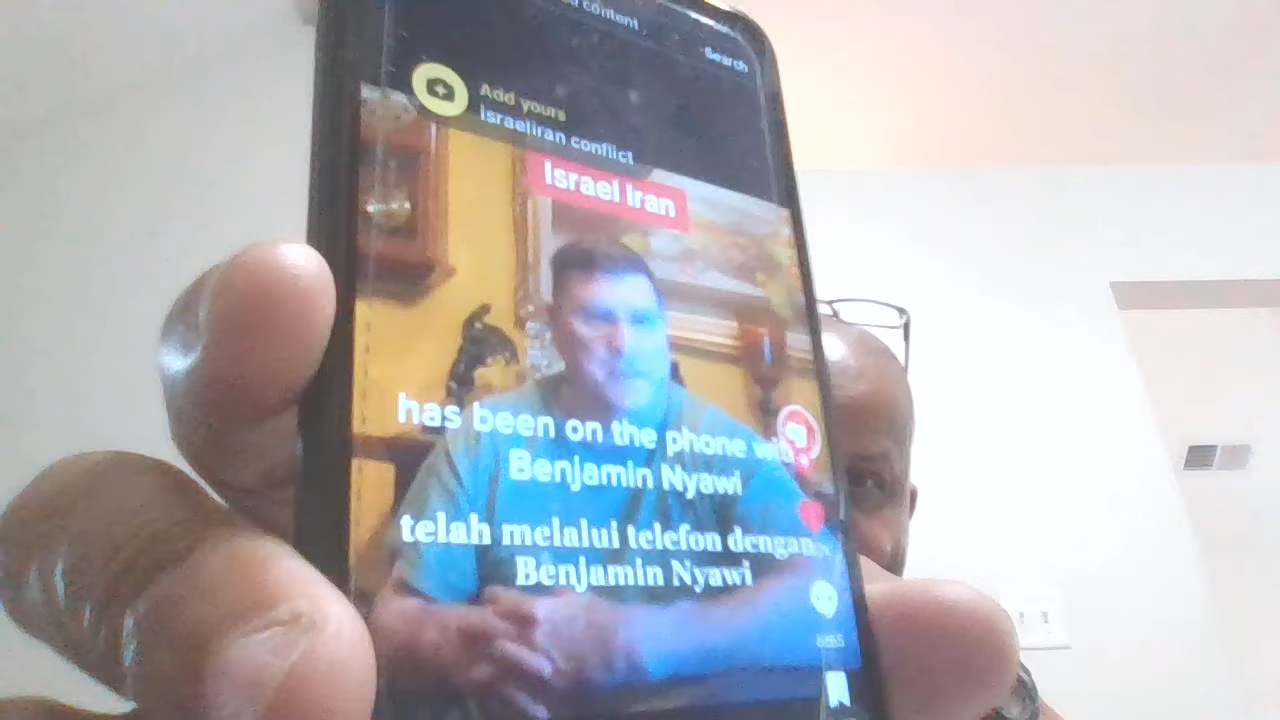 content
Search
Add yours
Israeliran conflict
Israel Iran
has been on the phone
Benjamin Nyawi
telah melalui telefon dengan
Benjamin Nyawi